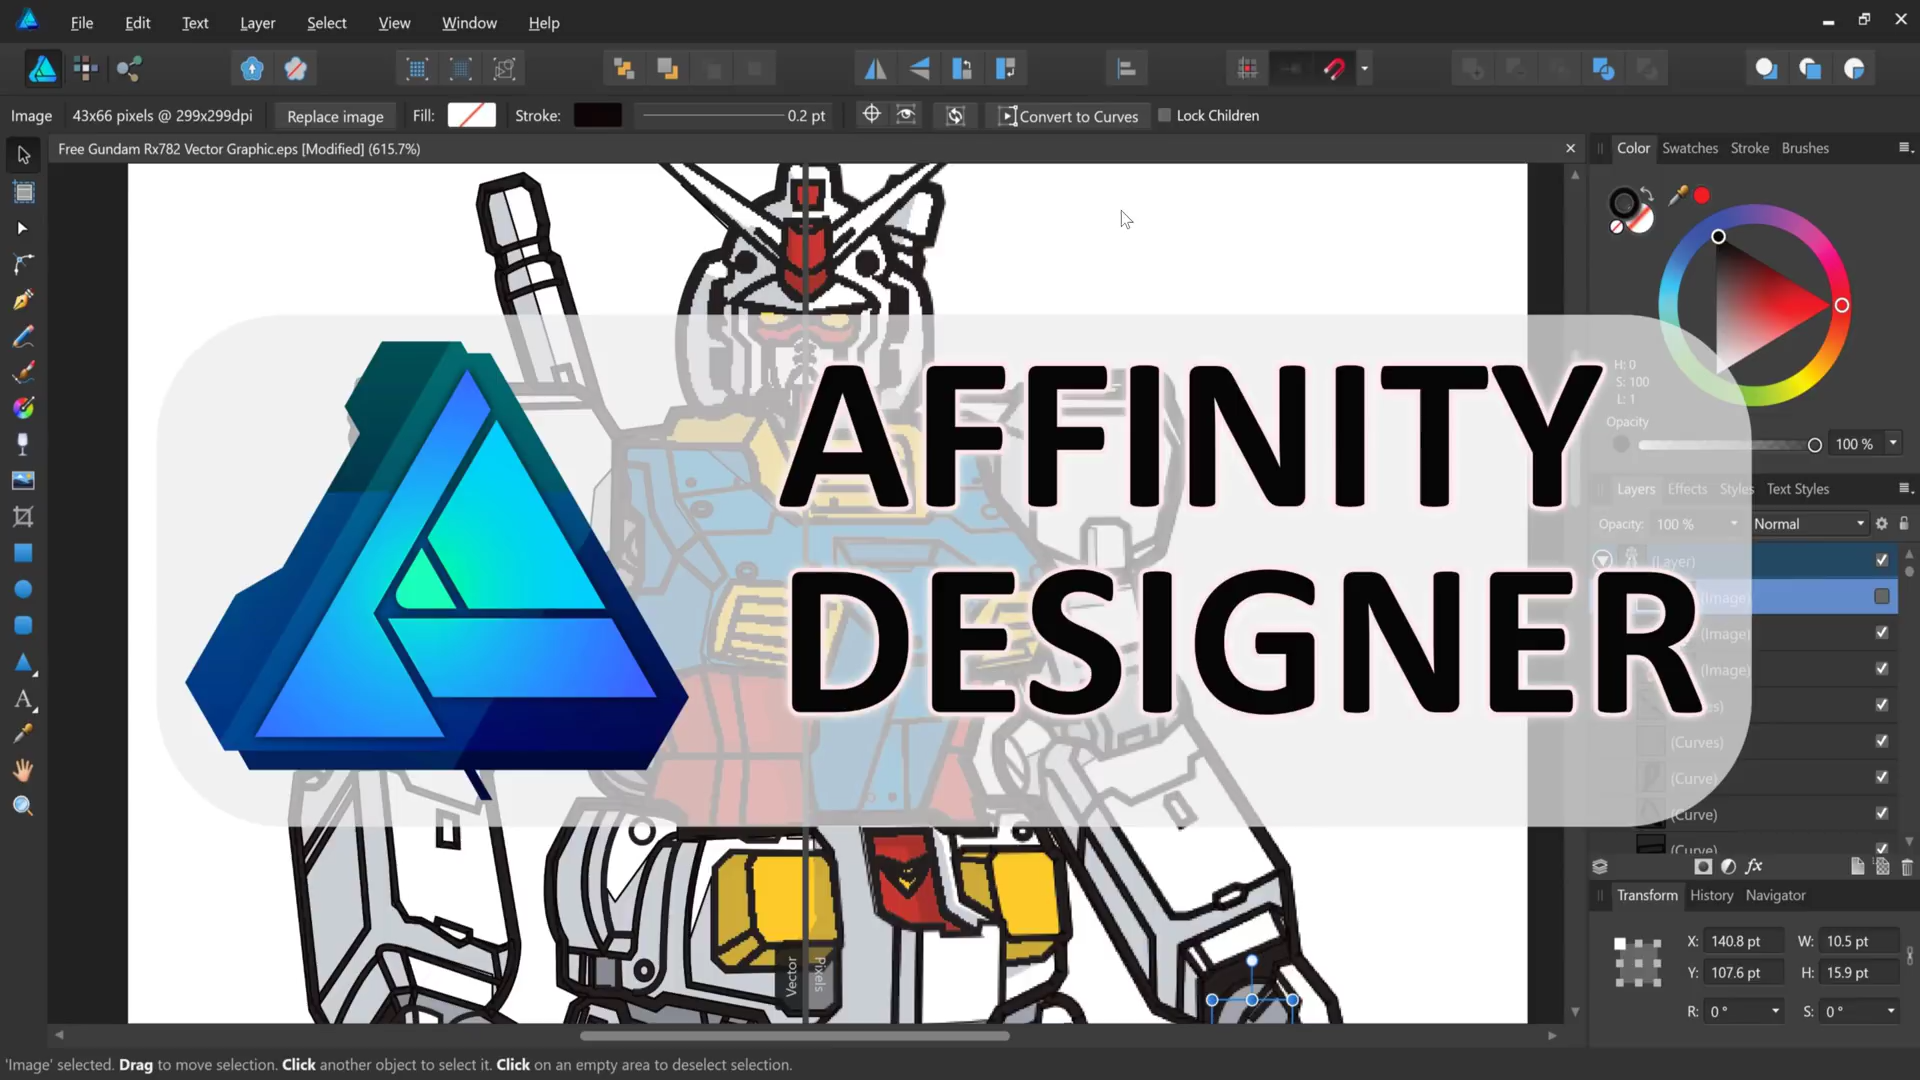 File Edit Text Layer Select View Window Help
Image 43x66 pixels @ 299x299dpi Replace image Fill: Stroke: 0.2 pt Convert to Curves Lock Children
Free Gundam Rx782 Vector Graphic.eps [Modified] (615.7%)
Color Swatches Stroke Brushes
H: 0
S: 100
L: 1
Opacity
100 %
AFFINITY
DESIGNER
Layers Effects Styles Text Styles
Opacity: 100 % Normal
(Layer)
(Image)
(Image)
(Image)
(Curves)
(Curve)
(Curve)
(Curve)
fx
Transform History Navigator
X: 140.8 pt W: 10.5 pt
Y: 107.6 pt H: 15.9 pt
R: 0 ° S: 0 °
Vector
Pixels
'Image' selected. Drag to move selection. Click another object to select it. Click on an empty area to deselect selection.